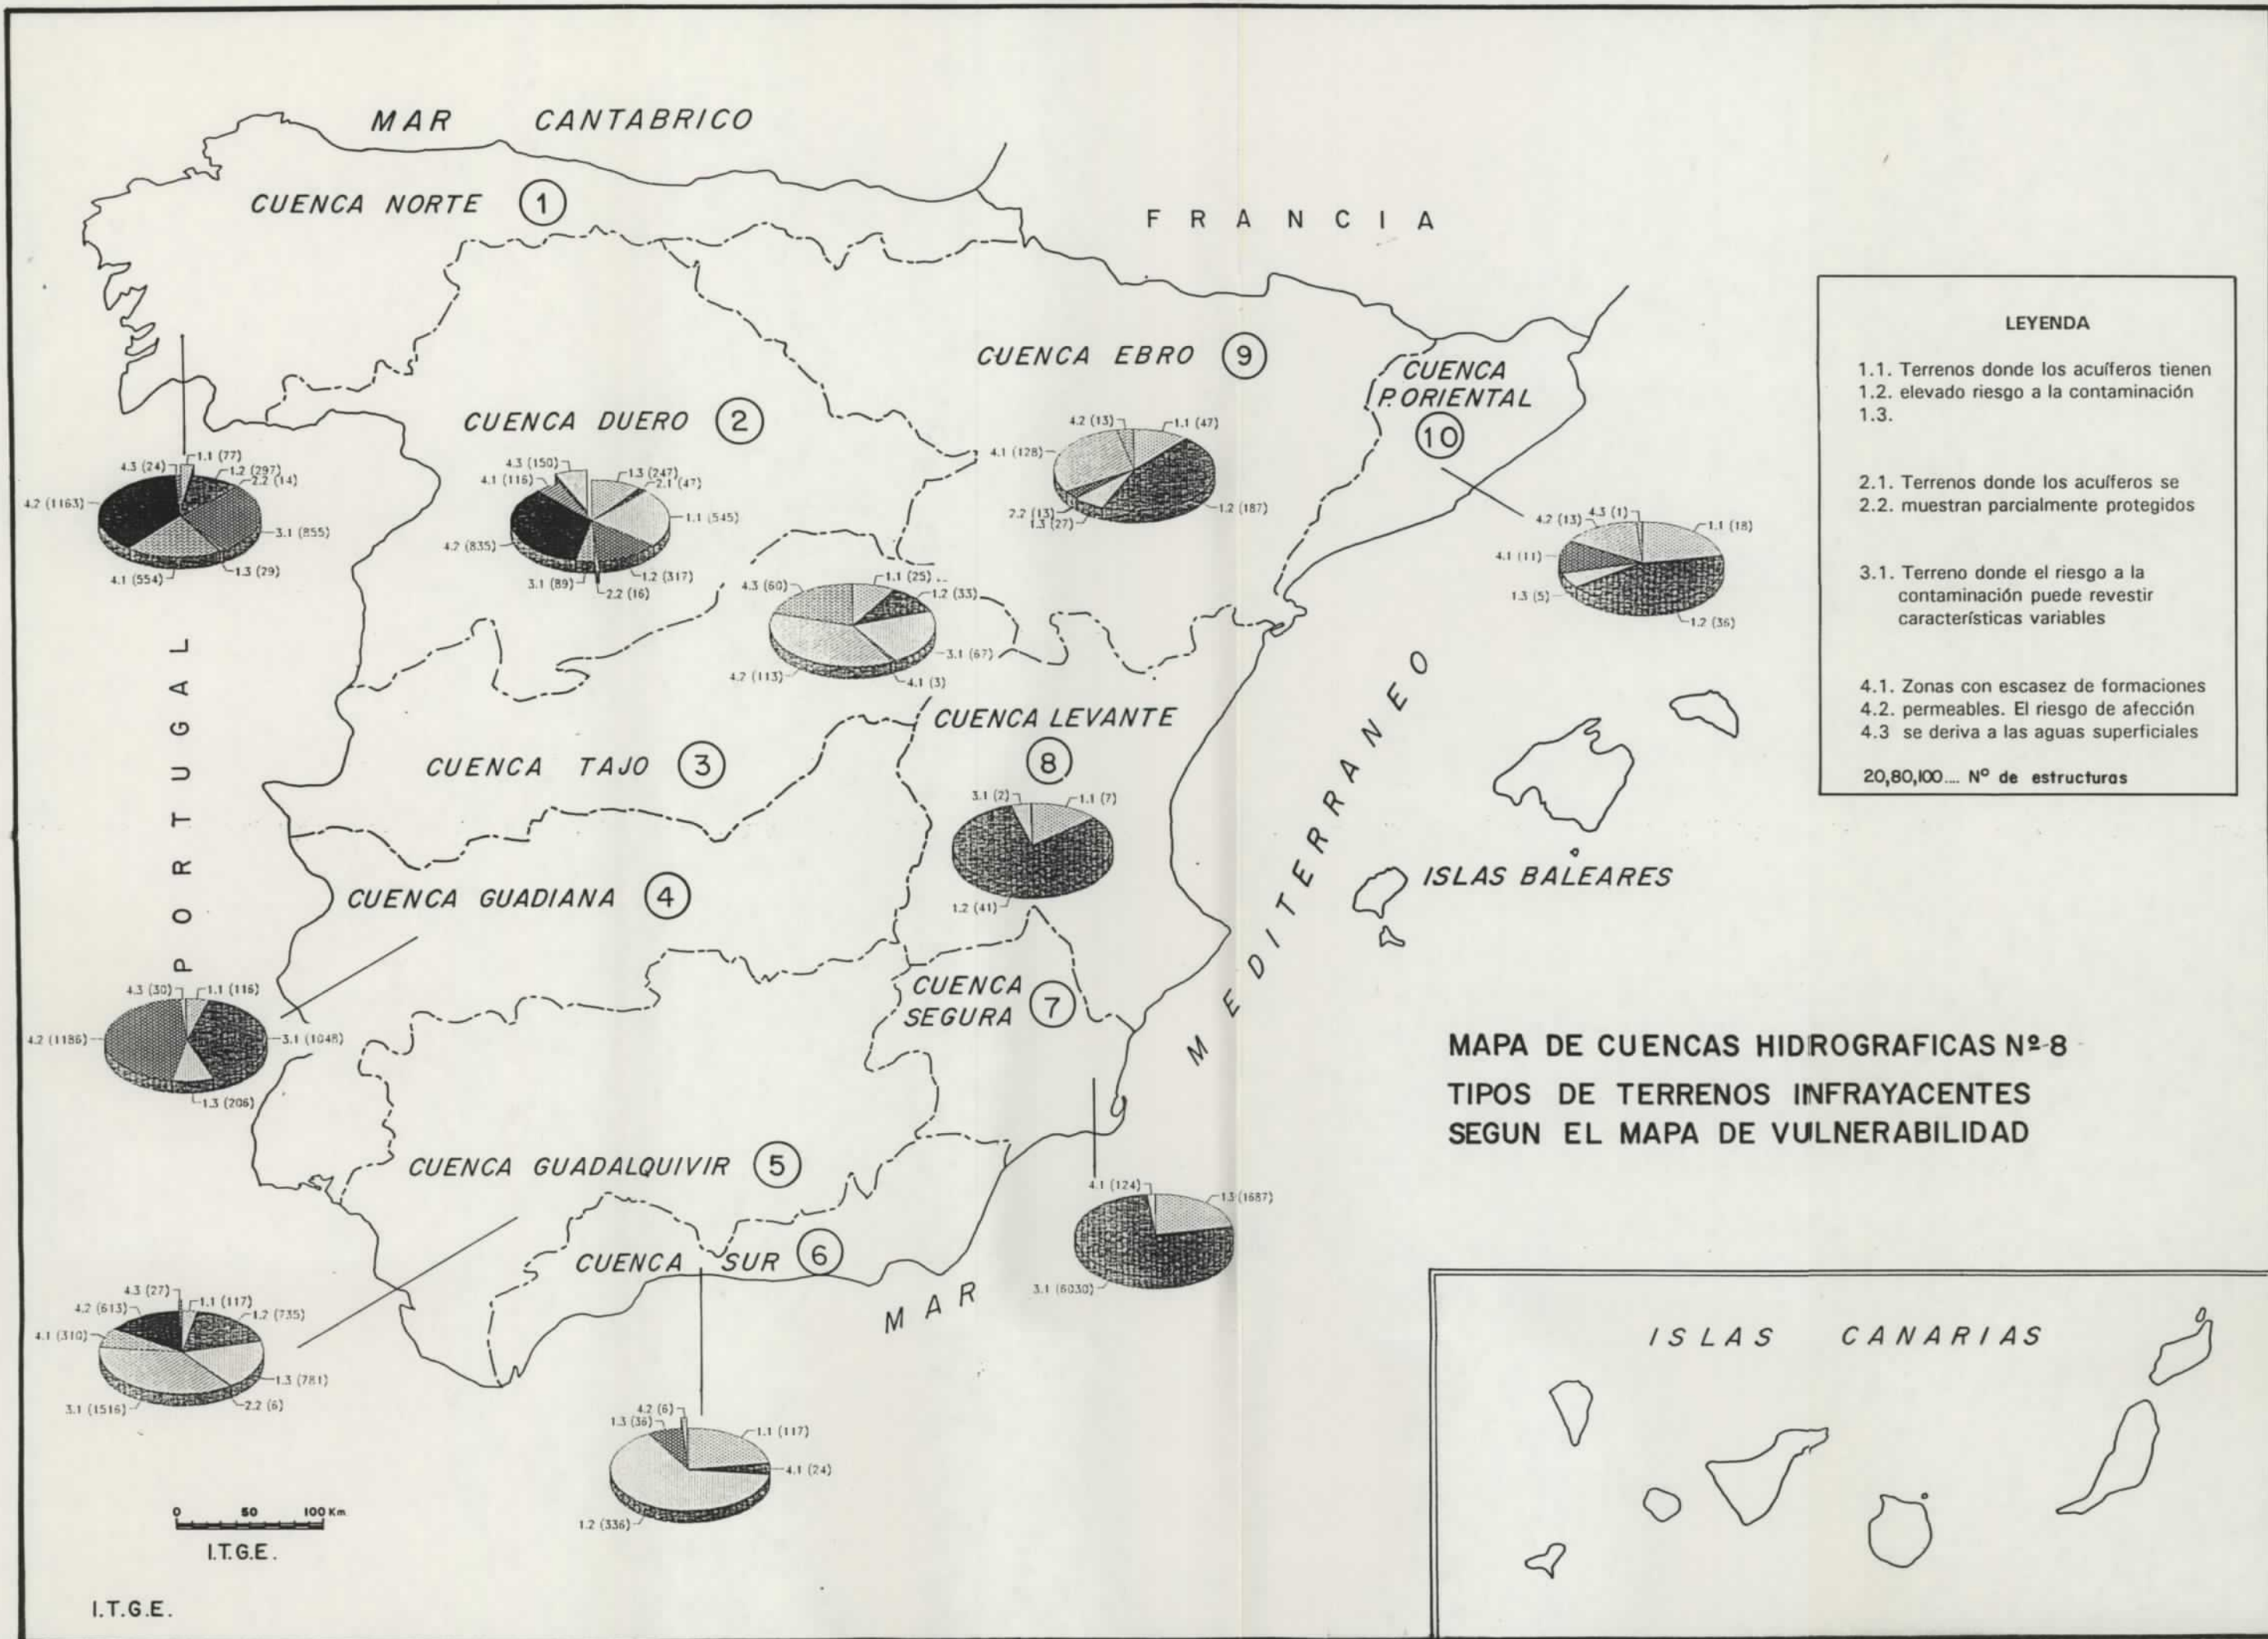 MAR CANTABRICO
CUENCA NORTE 1
F R A N C I A
CUENCA EBRO 9
CUENCA
P. ORIENTAL
10
CUENCA DUERO 2
P O R T U G A L
CUENCA TAJO 3
CUENCA LEVANTE
8
CUENCA GUADIANA 4
CUENCA
SEGURA 7
CUENCA GUADALQUIVIR 5
CUENCA SUR 6
MAR MEDITERRANEO
ISLAS BALEARES
4.3 (24)
1.1 (77)
1.2 (297)
2.2 (14)
4.2 (1163)
3.1 (855)
1.3 (29)
4.1 (554)
4.3 (150)
1.3 (247)
4.1 (116)
2.1 (47)
1.1 (545)
4.2 (835)
1.2 (317)
3.1 (89)
2.2 (16)
4.2 (13)
1.1 (47)
4.1 (128)
2.2 (13)
1.3 (27)
1.2 (187)
4.3 (1)
4.2 (13)
1.1 (18)
4.1 (11)
1.3 (5)
1.2 (36)
4.3 (60)
1.1 (25)
1.2 (33)
3.1 (67)
4.2 (113)
4.1 (3)
3.1 (2)
1.1 (7)
1.2 (41)
4.3 (30)
1.1 (116)
4.2 (1186)
3.1 (1048)
1.3 (206)
4.1 (124)
1.3 (1687)
3.1 (6030)
4.3 (27)
1.1 (117)
4.2 (613)
1.2 (735)
4.1 (310)
1.3 (781)
3.1 (1516)
2.2 (6)
4.2 (6)
1.3 (36)
1.1 (117)
4.1 (24)
1.2 (336)
LEYENDA
1.1. Terrenos donde los acuíferos tienen
1.2. elevado riesgo a la contaminación
1.3.
2.1. Terrenos donde los acuíferos se
2.2. muestran parcialmente protegidos
3.1. Terreno donde el riesgo a la
contaminación puede revestir
características variables
4.1. Zonas con escasez de formaciones
4.2. permeables. El riesgo de afección
4.3 se deriva a las aguas superficiales
20,80,100.... Nº de estructuras
MAPA DE CUENCAS HIDROGRAFICAS Nº-8
TIPOS DE TERRENOS INFRAYACENTES
SEGUN EL MAPA DE VULNERABILIDAD
ISLAS CANARIAS
0 50 100 Km
I.T.G.E.
I.T.G.E.